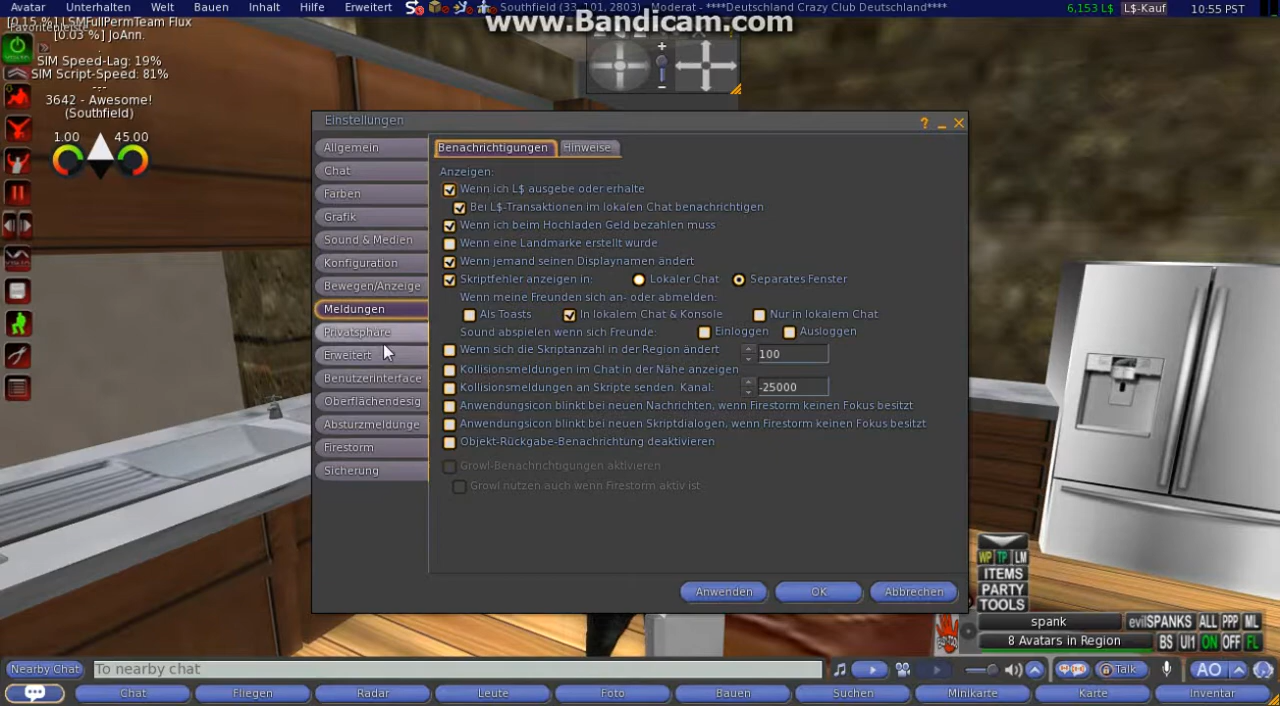 Avatar Unterhalten Welt Bauen Inhalt Hilfe Erweitert Southfield (33, 101, 2803) - Moderat - ****Deutschland Crazy Club Deutschland**** 6,153 L$ L$-Kauf 10:55 PST
www.Bandicam.com
[0.15 %] LSMFullPermTeam Flux
[0.03 %] JoAnn.
SIM Speed-Lag: 19%
SIM Script-Speed: 81%
---
3642 - Awesome!
(Southfield)
1.00 45.00
Einstellungen
Allgemein
Chat
Farben
Grafik
Sound & Medien
Konfiguration
Bewegen/Anzeige
Meldungen
Privatsphäre
Erweitert
Benutzerinterface
Oberflächendesig
Absturzmeldunge
Firestorm
Sicherung
Benachrichtigungen Hinweise
Anzeigen:
Wenn ich L$ ausgebe oder erhalte
Bei L$-Transaktionen im lokalen Chat benachrichtigen
Wenn ich beim Hochladen Geld bezahlen muss
Wenn eine Landmarke erstellt wurde
Wenn jemand seinen Displaynamen ändert
Skriptfehler anzeigen in: Lokaler Chat Separates Fenster
Wenn meine Freunden sich an- oder abmelden:
Als Toasts In lokalem Chat & Konsole Nur in lokalem Chat
Sound abspielen wenn sich Freunde: Einloggen Ausloggen
Wenn sich die Skriptanzahl in der Region ändert 100
Kollisionsmeldungen im Chat in der Nähe anzeigen
Kollisionsmeldungen an Skripte senden. Kanal: -25000
Anwendungsicon blinkt bei neuen Nachrichten, wenn Firestorm keinen Fokus besitzt
Anwendungsicon blinkt bei neuen Skriptdialogen, wenn Firestorm keinen Fokus besitzt
Objekt-Rückgabe-Benachrichtung deaktivieren
Growl-Benachrichtigungen aktivieren
Growl nutzen auch wenn Firestorm aktiv ist
Anwenden OK Abbrechen
WP TP LM
ITEMS
PARTY
TOOLS
spank evilSPANKS ALL PPP ML
8 Avatars in Region BS UI1 ON OFF FL
Nearby Chat To nearby chat Talk AO
Chat Fliegen Radar Leute Foto Bauen Suchen Minikarte Karte Inventar